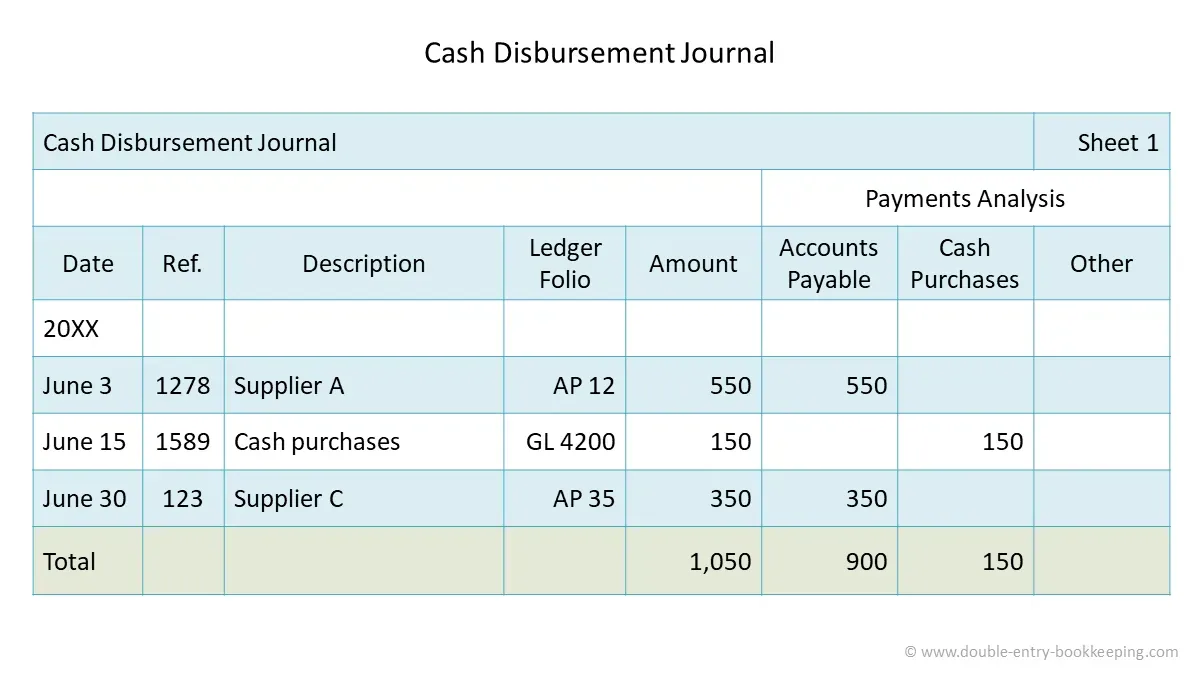 Cash Disbursement Journal
Cash Disbursement Journal Sheet 1
Payments Analysis
Date Ref. Description Ledger Folio Amount Accounts Payable Cash Purchases Other
20XX
June 3 1278 Supplier A AP 12 550 550
June 15 1589 Cash purchases GL 4200 150 150
June 30 123 Supplier C AP 35 350 350
Total 1,050 900 150
© www.double-entry-bookkeeping.com